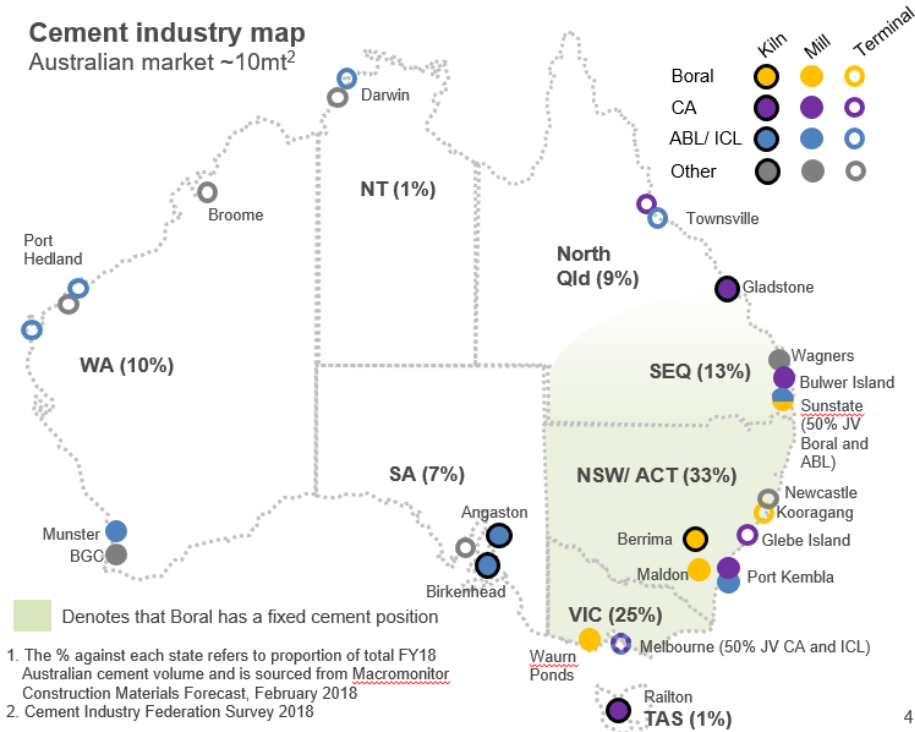 Cement industry map
Australian market ~10mt2
Kiln
Mill
Terminal
Boral
CA
ABL/ ICL
Other
Darwin
NT (1%)
Broome
Townsville
Port
Hedland
North
Qld (9%)
Gladstone
WA (10%)
SEQ (13%)
Wagners
Bulwer Island
Sunstate
(50% JV
Boral and
ABL)
SA (7%)
NSW/ ACT (33%)
Newcastle
Kooragang
Angaston
Munster
BGC
Berrima
Glebe Island
Maldon
Port Kembla
Birkenhead
VIC (25%)
Denotes that Boral has a fixed cement position
Waurn
Ponds
Melbourne (50% JV CA and ICL)
1. The % against each state refers to proportion of total FY18
Australian cement volume and is sourced from Macromonitor
Construction Materials Forecast, February 2018
2. Cement Industry Federation Survey 2018
Railton
TAS (1%)
4